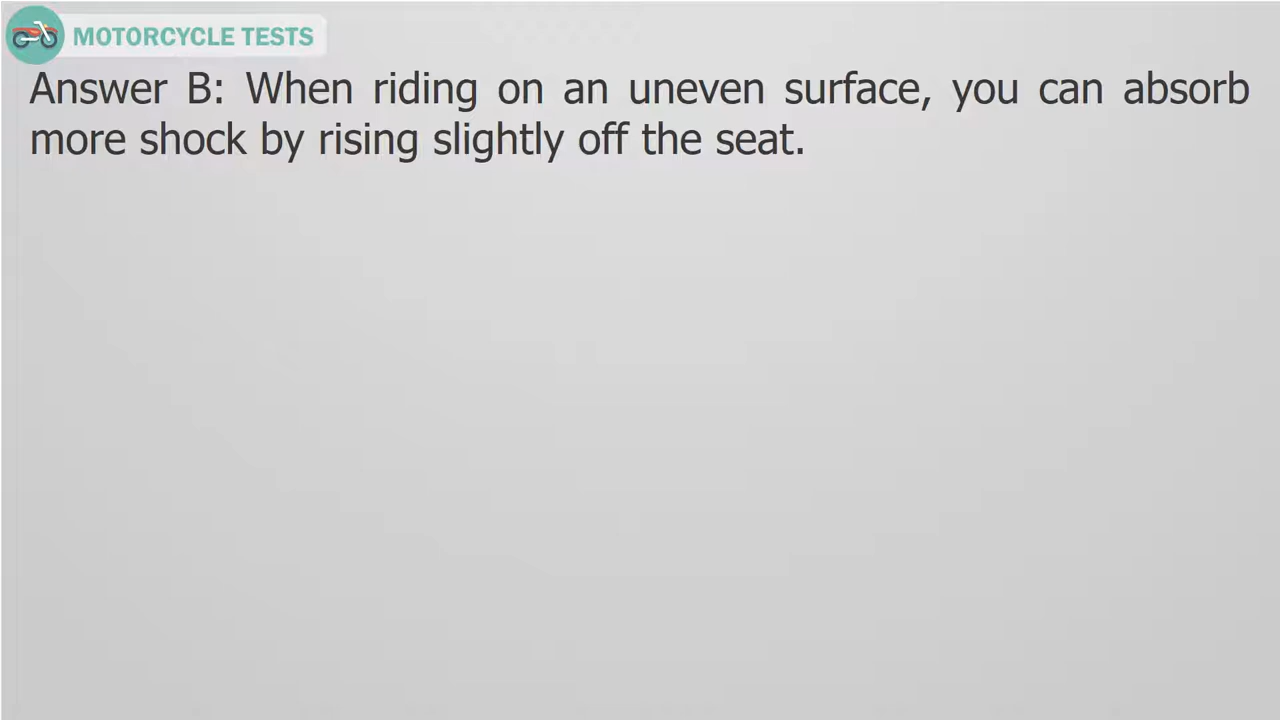 MOTORCYCLE TESTS
Answer B: When riding on an uneven surface, you can absorb
more shock by rising slightly off the seat.